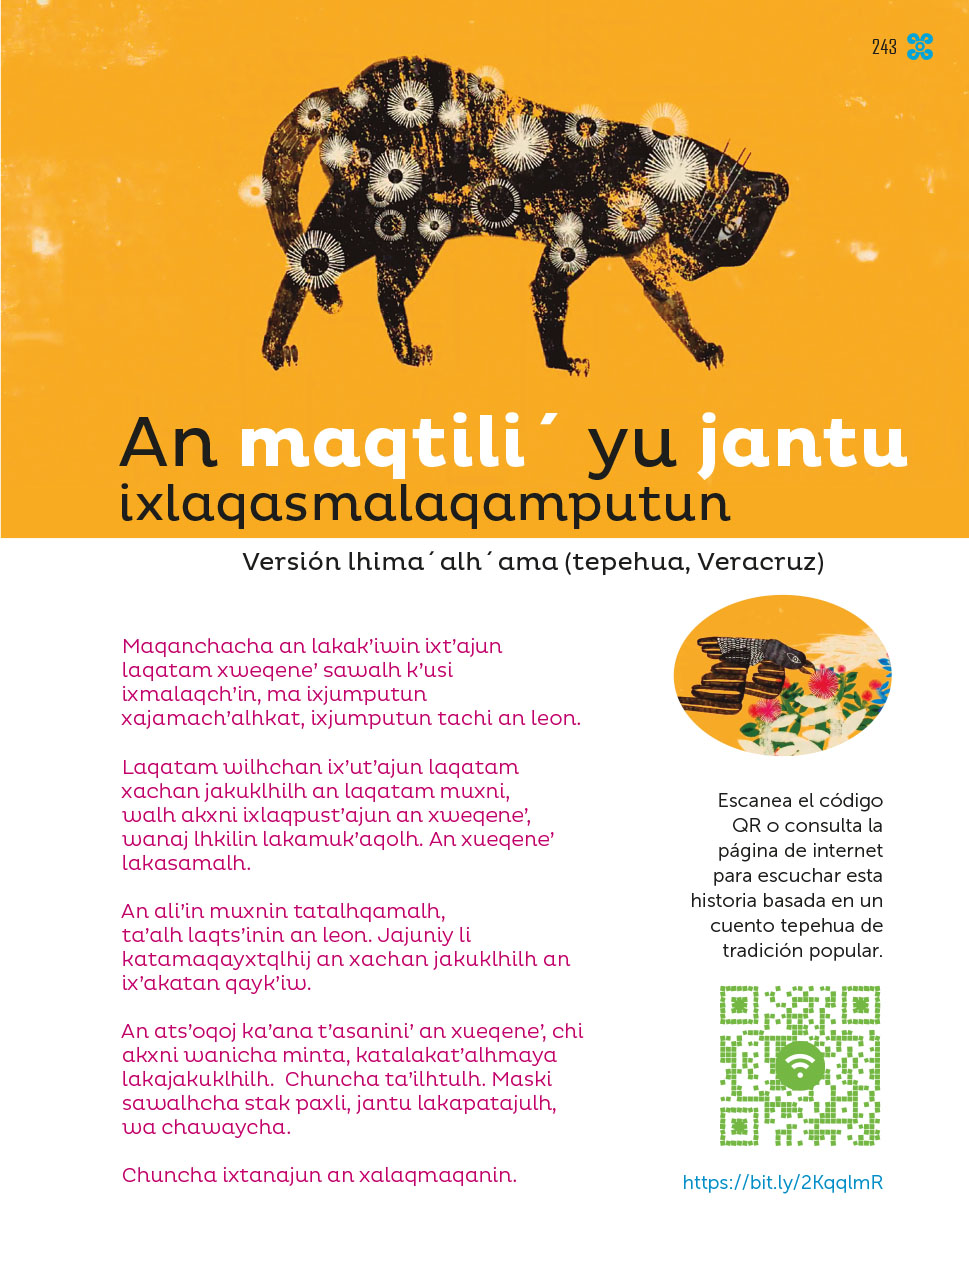 243
An maqtili´ yu jantu
ixlaqasmalaqamputun
Versión lhima´alh´ama (tepehua, Veracruz)
Maqanchacha an lakak’iwin ixt’ajun
laqatam xweqene’ sawalh k’usi
ixmalaqch’in, ma ixjumputun
xajamach’alhkat, ixjumputun tachi an leon.
Laqatam wilhchan ix’ut’ajun laqatam
xachan jakuklhilh an laqatam muxni,
walh akxni ixlaqpust’ajun an xweqene’,
wanaj lhkilin lakamuk’aqolh. An xueqene’
lakasamalh.
An ali’in muxnin tatalhqamalh,
ta’alh laqts’inin an leon. Jajuniy li
katamaqayxtqlhij an xachan jakuklhilh an
ix’akatan qayk’iw.
An ats’oqoj ka’ana t’asanini’ an xueqene’, chi
akxni wanicha minta, katalakat’alhmaya
lakajakuklhilh.  Chuncha ta’ilhtulh. Maski
sawalhcha stak paxli, jantu lakapatajulh,
wa chawaycha.
Chuncha ixtanajun an xalaqmaqanin.
Escanea el código
QR o consulta la
página de internet
para escuchar esta
historia basada en un
cuento tepehua de
tradición popular.
https://bit.ly/2KqqlmR